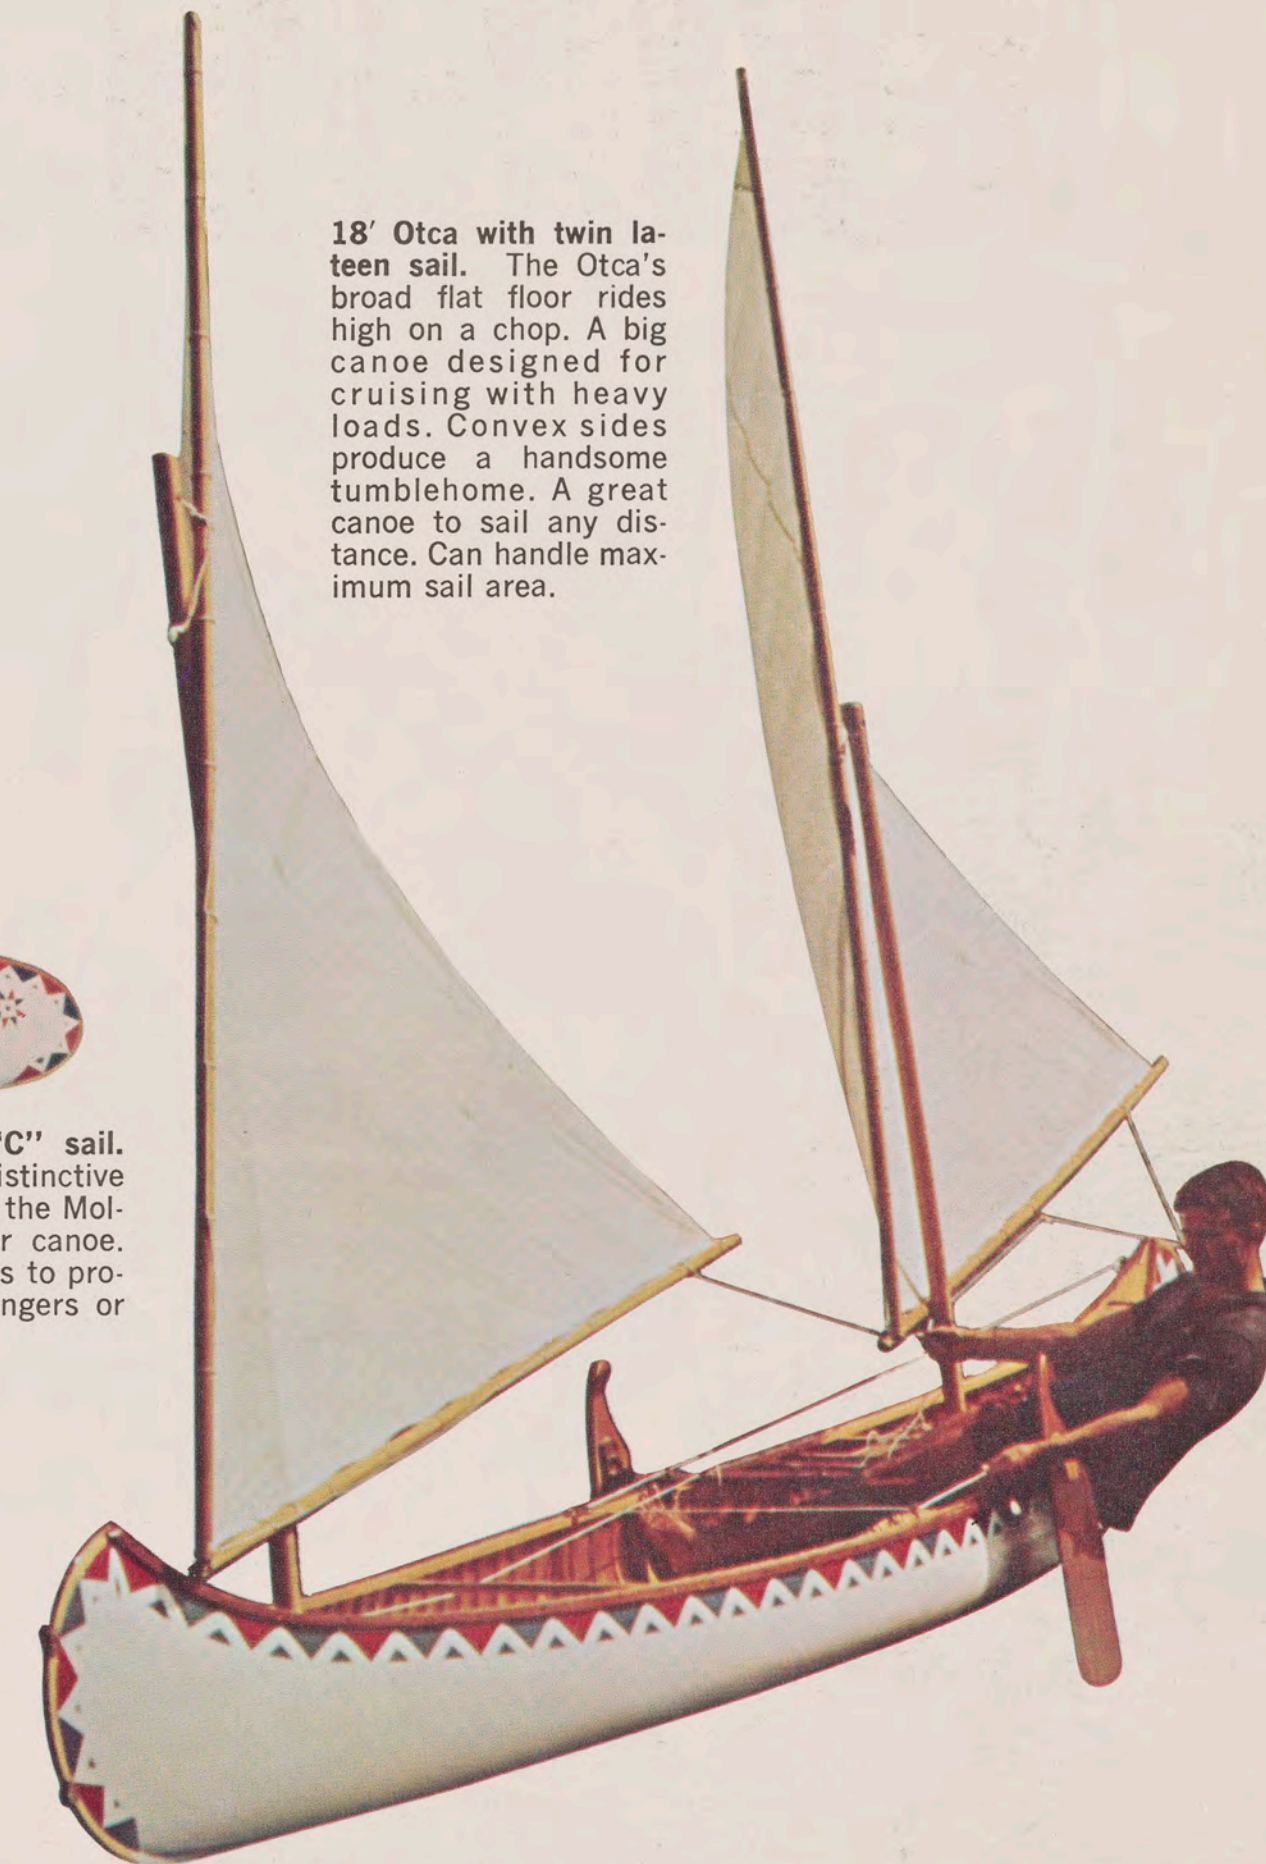 18′ Otca with twin la-
teen sail. The Otca's
broad flat floor rides
high on a chop. A big
canoe designed for
cruising with heavy
loads. Convex sides
produce a handsome
tumblehome. A great
canoe to sail any dis-
tance. Can handle max-
imum sail area.
"C" sail.
the Mol-
canoe.
to pro-
or